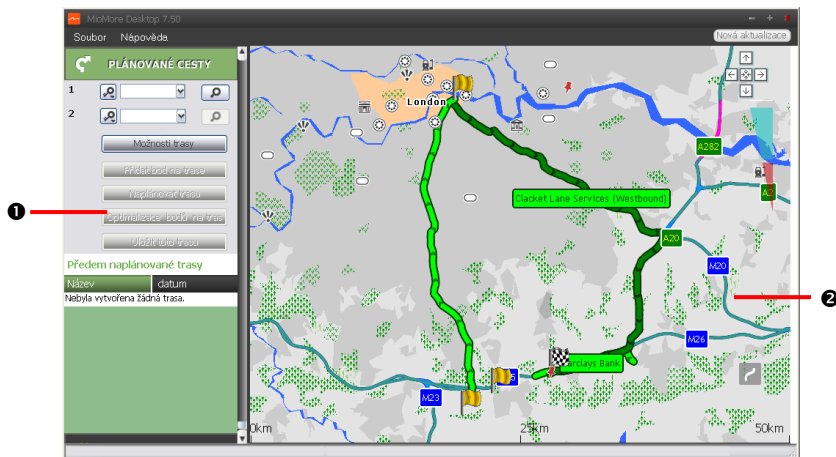 MioMore Desktop 7.50
Soubor Nápověda
Nová aktualizace
PLÁNOVANÉ CESTY
1
2
Možnosti trasy
Přidat bod na trase
Naplánovat trasu
Optimalizace bodů na tras
Uložit tuto trasu
Předem naplánované trasy
Název datum
Nebyla vytvořena žádná trasa.
London
A282
A2
Clacket Lane Services (Westbound)
A20
M20
M26
Barclays Bank
M23
0km 25km 50km
❶
❷